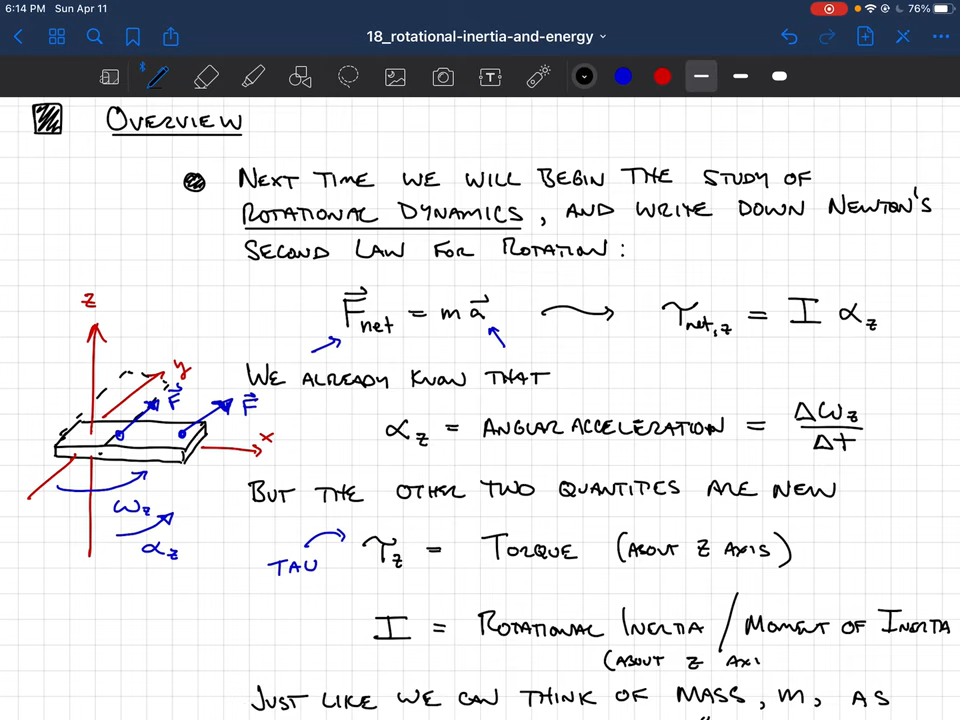 6:14 PM Sun Apr 11
76%
18_rotational-inertia-and-energy
T
OVERVIEW
NEXT TIME WE WILL BEGIN THE STUDY OF
ROTATIONAL DYNAMICS, AND WRITE DOWN NEWTON'S
SECOND LAW FOR ROTATION:
F⃗net = m a⃗ τnet,z = I αz
WE ALREADY KNOW THAT
αz = ANGULAR ACCELERATION = Δωz / Δt
BUT THE OTHER TWO QUANTITES ARE NEW
τz = TORQUE (ABOUT Z AXIS)
TAU
I = ROTATIONAL INERTIA / MOMENT OF INERTIA
(ABOUT Z AXI
JUST LIKE WE CAN THINK OF MASS, m, AS
z
y
F⃗
F⃗
x
ωz
αz